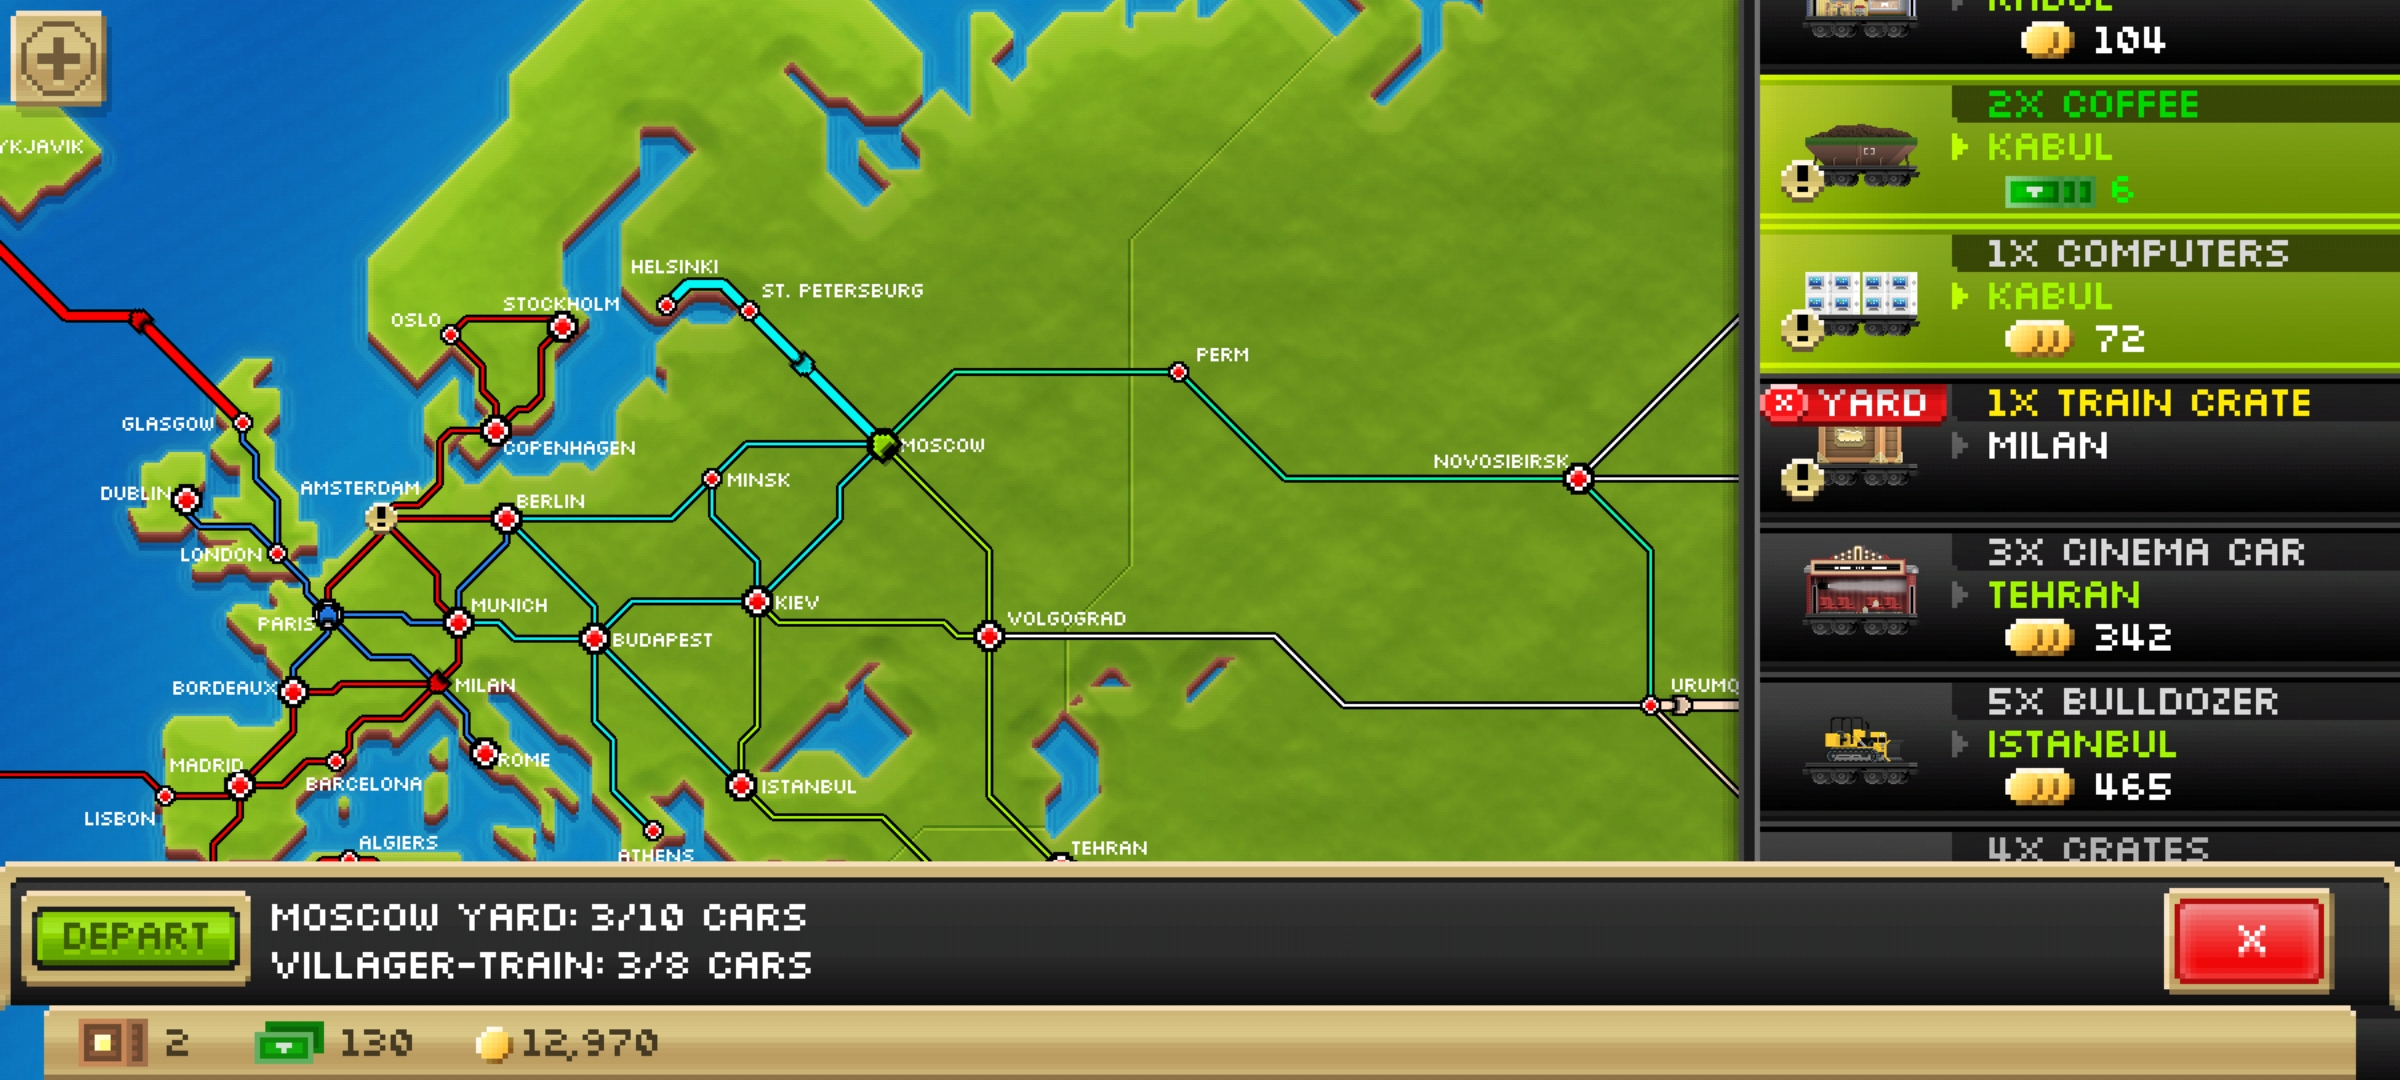 KABUL
104
2X COFFEE
KABUL
6
1X COMPUTERS
KABUL
72
YARD
1X TRAIN CRATE
MILAN
3X CINEMA CAR
TEHRAN
342
5X BULLDOZER
ISTANBUL
465
4X CRATES
YKJAVIK
HELSINKI
ST. PETERSBURG
STOCKHOLM
OSLO
PERM
GLASGOW
COPENHAGEN
MOSCOW
NOVOSIBIRSK
MINSK
AMSTERDAM
DUBLIN
BERLIN
LONDON
MUNICH
KIEV
PARIS
VOLGOGRAD
BUDAPEST
BORDEAUX
MILAN
URUMQ
ROME
MADRID
BARCELONA
ISTANBUL
LISBON
ALGIERS
ATHENS
TEHRAN
DEPART
MOSCOW YARD: 3/10 CARS
VILLAGER-TRAIN: 3/8 CARS
X
2
130
12,970